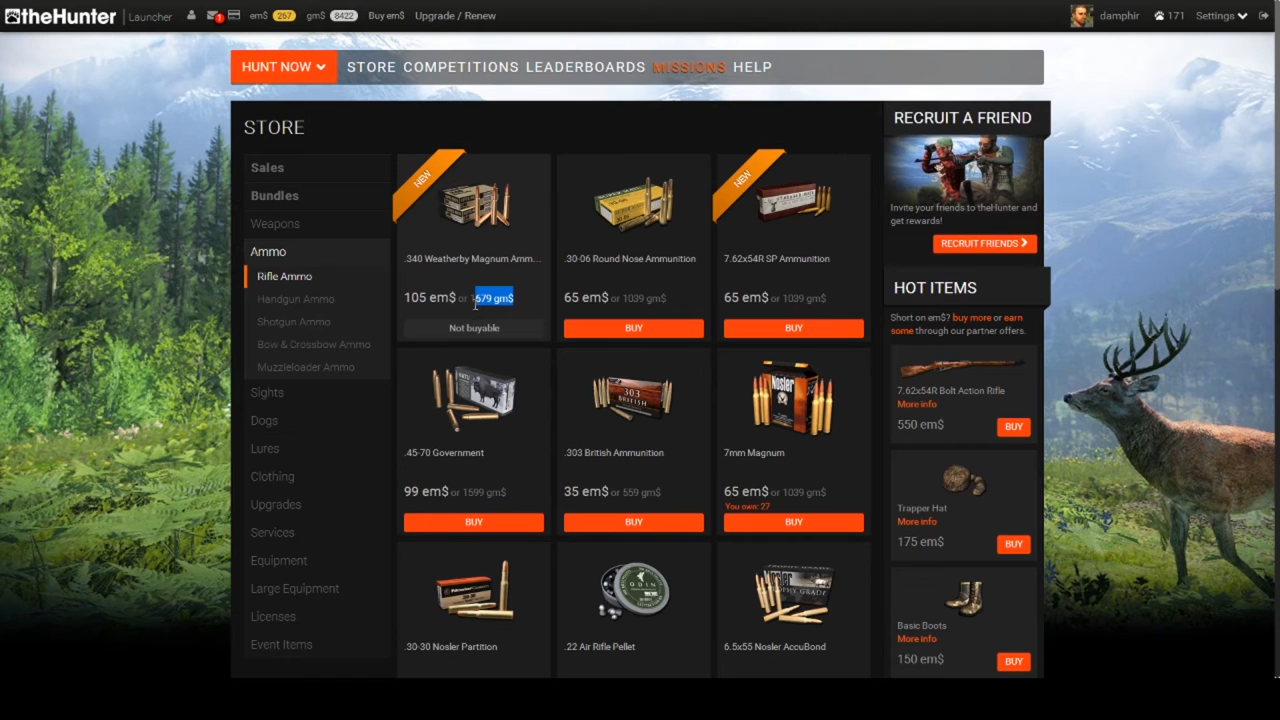 theHunter | Launcher 1 em$ 267 gm$ 8422 Buy em$ Upgrade / Renew damphir 171 Settings
HUNT NOW STORE COMPETITIONS LEADERBOARDS MISSIONS HELP
STORE
Sales
Bundles
Weapons
Ammo
Rifle Ammo
Handgun Ammo
Shotgun Ammo
Bow & Crossbow Ammo
Muzzleloader Ammo
Sights
Dogs
Lures
Clothing
Upgrades
Services
Equipment
Large Equipment
Licenses
Event Items
NEW
.340 Weatherby Magnum Amm...
105 em$ or 1679 gm$
Not buyable
.30-06 Round Nose Ammunition
65 em$ or 1039 gm$
BUY
NEW
7.62x54R SP Ammunition
65 em$ or 1039 gm$
BUY
.45-70 Government
99 em$ or 1599 gm$
BUY
303
BRITISH
.303 British Ammunition
35 em$ or 559 gm$
BUY
Nosler
7mm Magnum
65 em$ or 1039 gm$
You own: 27
BUY
.30-30 Nosler Partition
ODIN
.22 Air Rifle Pellet
TROPHY GRADE
6.5x55 Nosler AccuBond
RECRUIT A FRIEND
Invite your friends to theHunter and
get rewards!
RECRUIT FRIENDS
HOT ITEMS
Short on em$? buy more or earn
some through our partner offers.
7.62x54R Bolt Action Rifle
More info
550 em$
BUY
Trapper Hat
More info
175 em$
BUY
Basic Boots
More info
150 em$
BUY